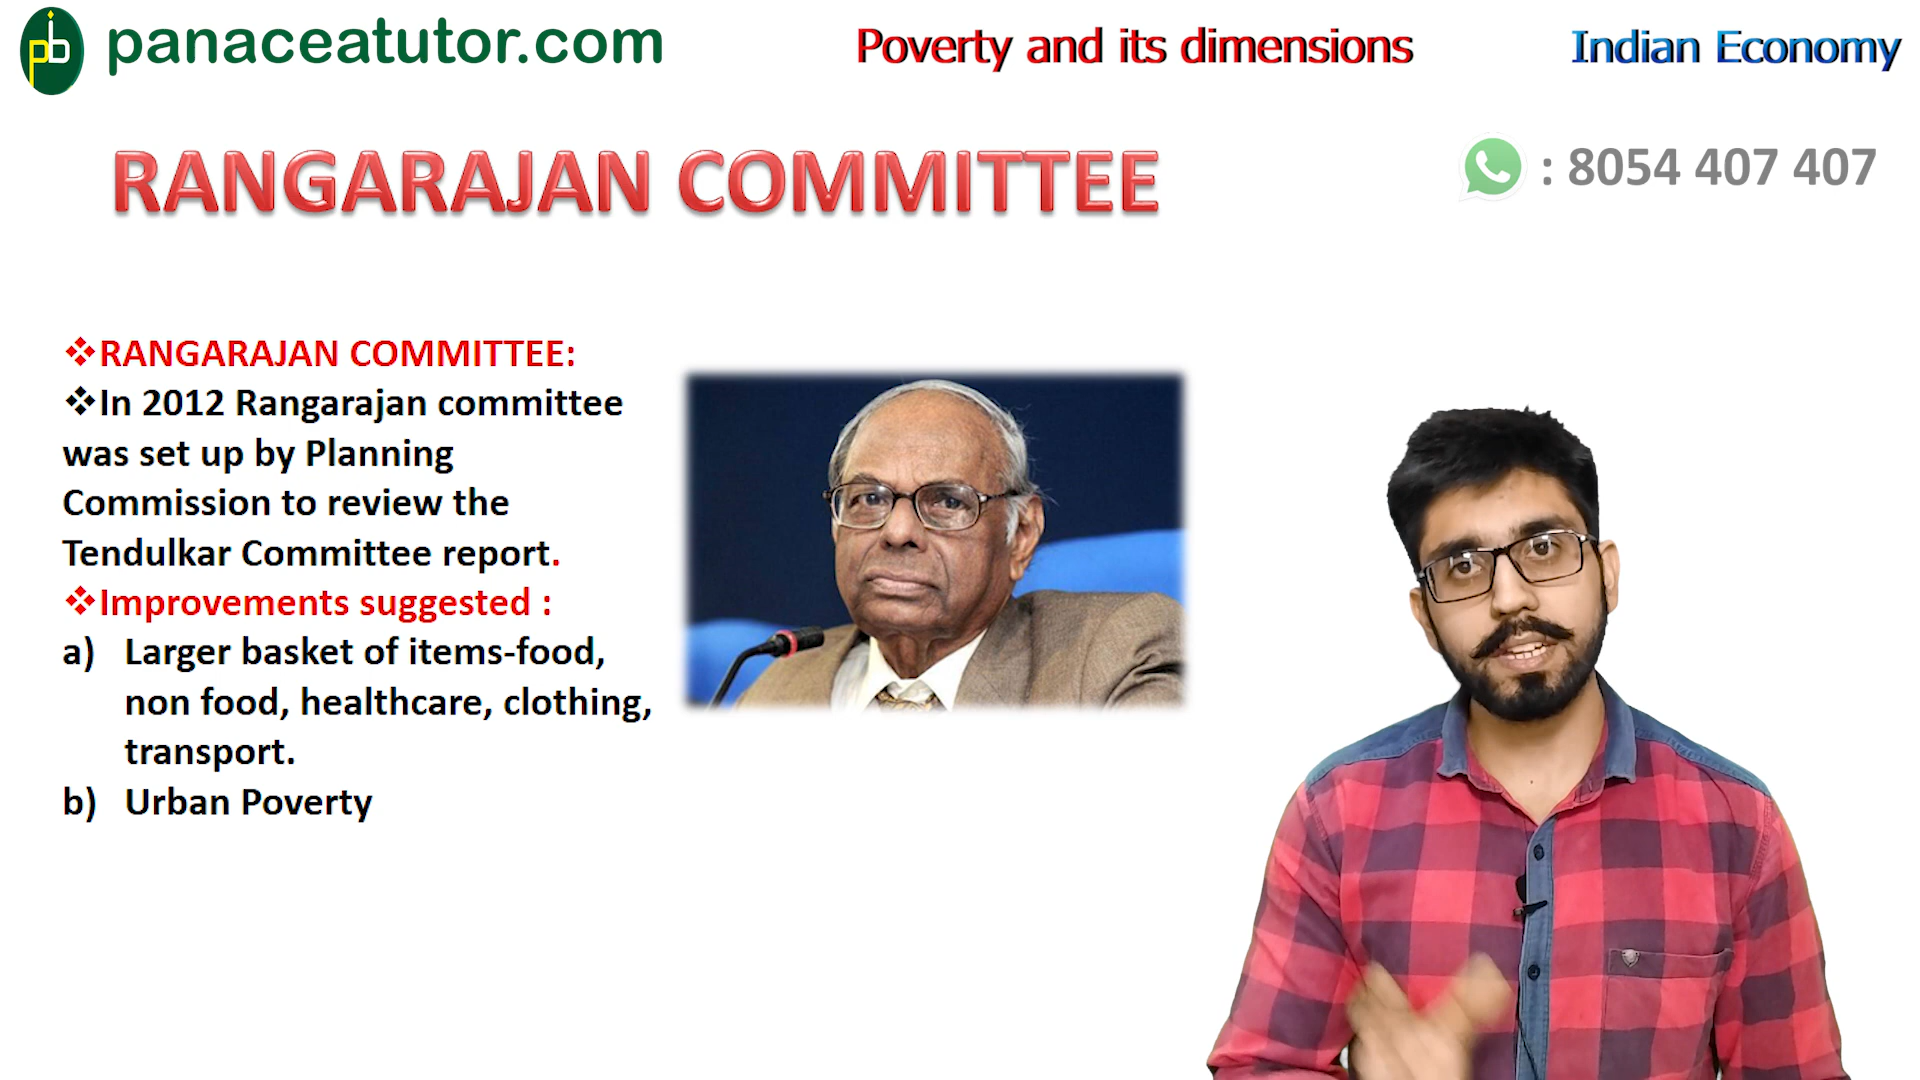 pb panaceatutor.com
Poverty and its dimensions
Indian Economy
RANGARAJAN COMMITTEE
: 8054 407 407
❖RANGARAJAN COMMITTEE:
❖In 2012 Rangarajan committee
was set up by Planning
Commission to review the
Tendulkar Committee report.
❖Improvements suggested :
a) Larger basket of items-food,
non food, healthcare, clothing,
transport.
b) Urban Poverty